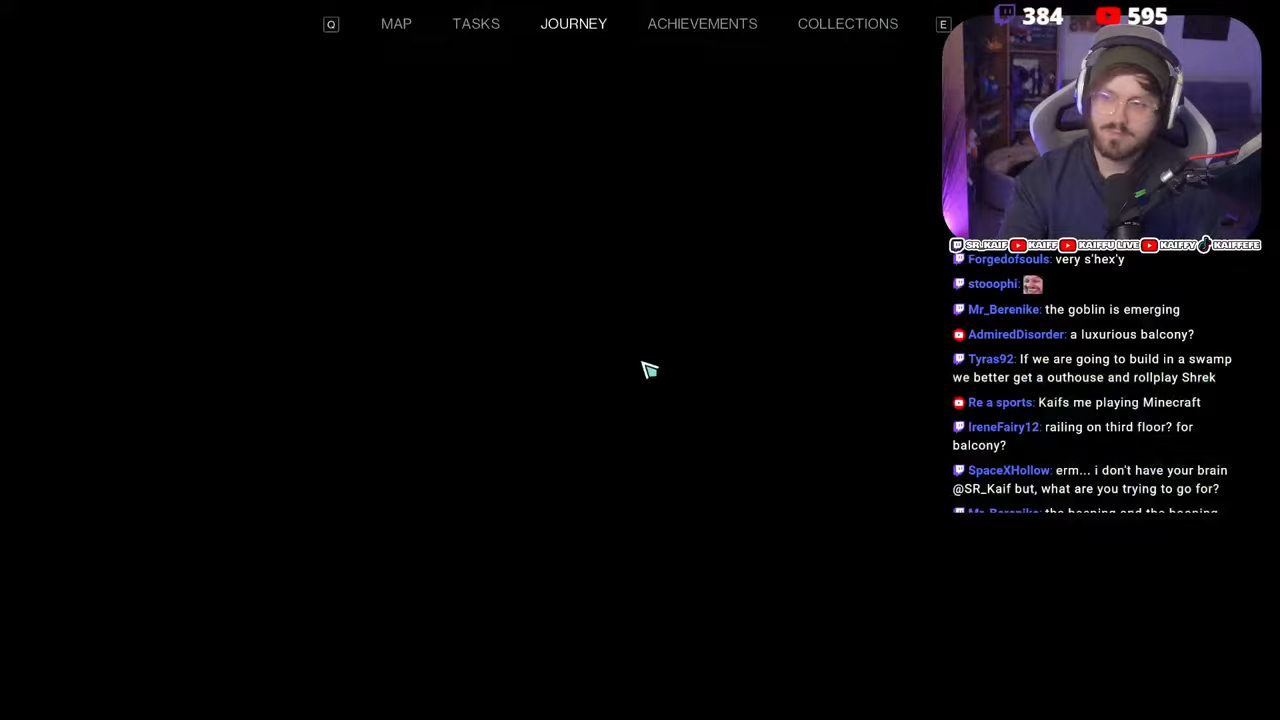 Q MAP TASKS JOURNEY ACHIEVEMENTS COLLECTIONS E
384 595
SR_KAIF KAIFF KAIFFU LIVE KAIFFY KAIFFEFE
Forgedofsouls: very s'hex'y
stooophi:
Mr_Berenike: the goblin is emerging
AdmiredDisorder: a luxurious balcony?
Tyras92: If we are going to build in a swamp
we better get a outhouse and rollplay Shrek
Re a sports: Kaifs me playing Minecraft
IreneFairy12: railing on third floor? for
balcony?
SpaceXHollow: erm... i don't have your brain
@SR_Kaif but, what are you trying to go for?
Mr_Berenike: the